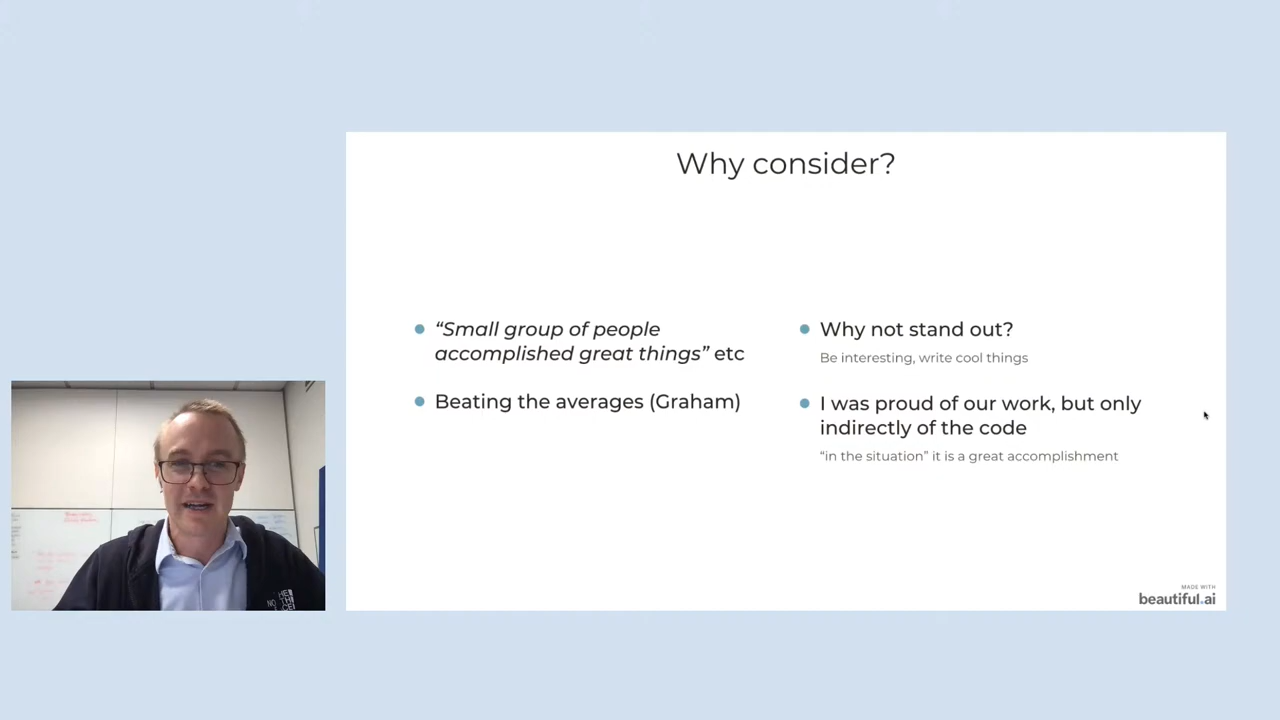 Why consider?
“Small group of people
accomplished great things” etc
Beating the averages (Graham)
Why not stand out?
Be interesting, write cool things
I was proud of our work, but only
indirectly of the code
“in the situation” it is a great accomplishment
MADE WITH
beautiful.ai